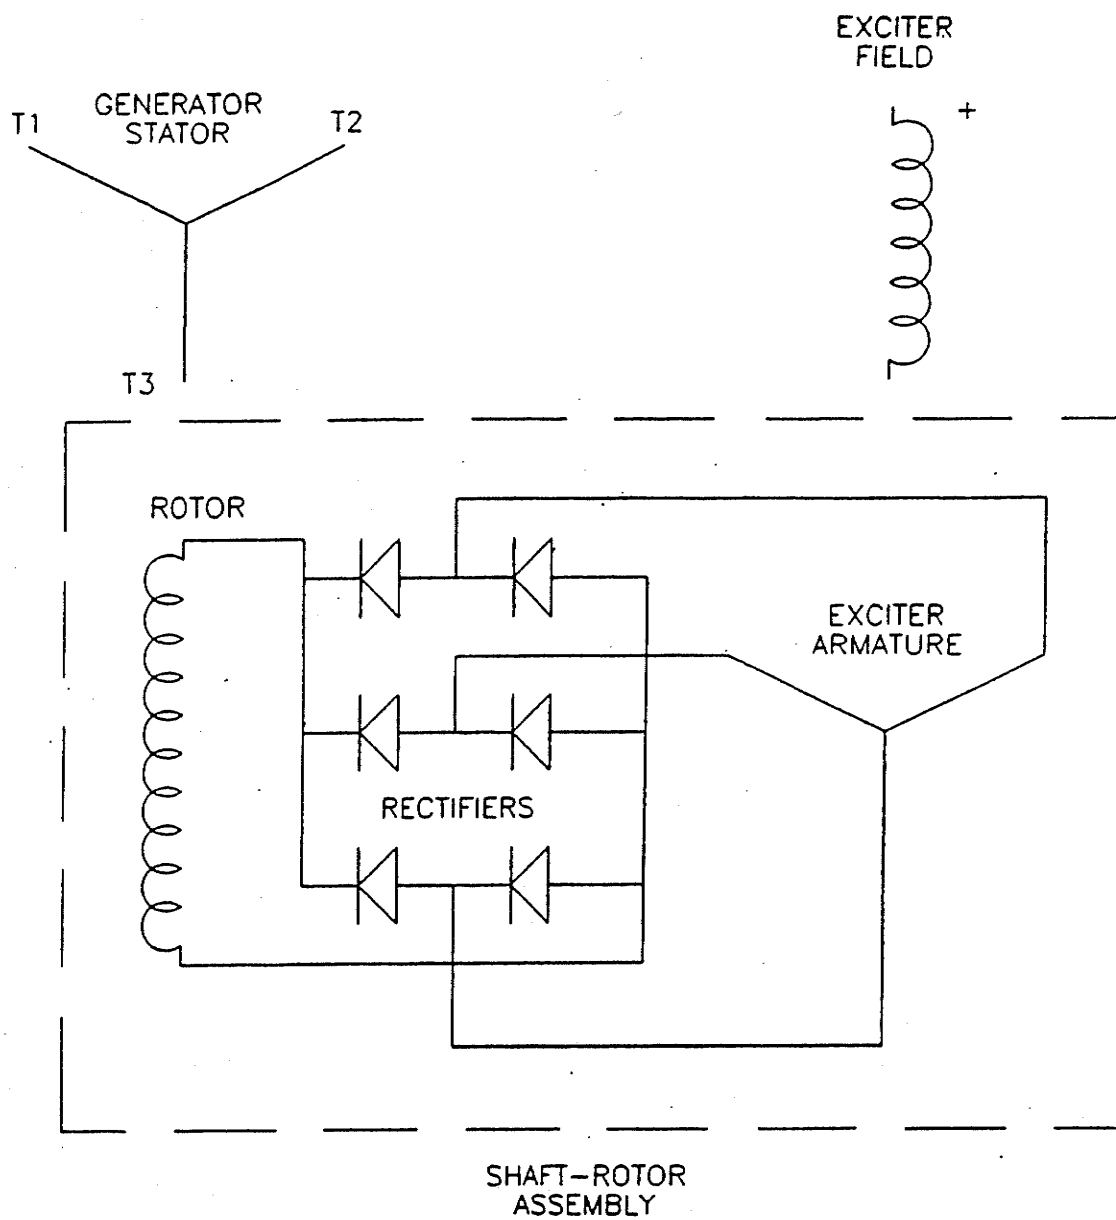 EXCITER
FIELD
+
GENERATOR
STATOR
T1
T2
T3
ROTOR
EXCITER
ARMATURE
RECTIFIERS
SHAFT-ROTOR
ASSEMBLY